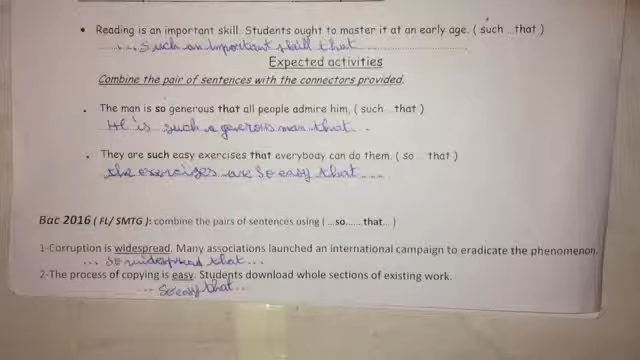 • Reading is an important skill. Students ought to master it at an early age. ( such ...that )
.... Such an important skill that ....
Expected activities
Combine the pair of sentences with the connectors provided.
. The man is so generous that all people admire him. ( such ... that )
He is such a generous man that ...
. They are such easy exercises that everybody can do them. ( so ... that )
the exercises are so easy that ....
Bac 2016 ( FL/ SMTG ): combine the pairs of sentences using ( ...so.......that... )
1-Corruption is widespread. Many associations launched an international campaign to eradicate the phenomenon.
... so widespread that ...
2-The process of copying is easy. Students download whole sections of existing work.
... So easy that ...